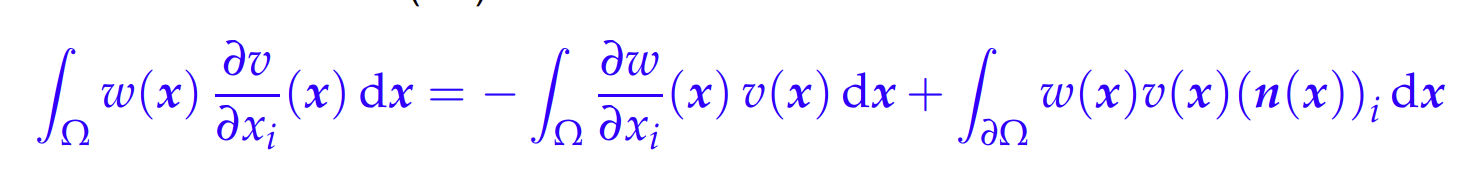 ∫_Ω w(x) ∂v/∂x_i (x) dx = − ∫_Ω ∂w/∂x_i (x) v(x) dx + ∫_∂Ω w(x)v(x)(n(x))_i dx